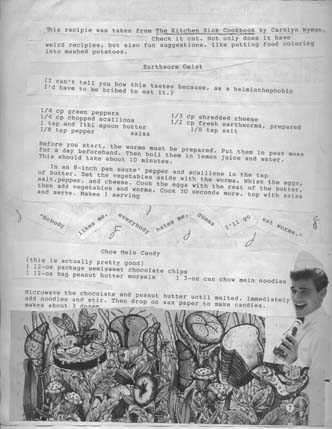 This recipie was taken from The Kitchen Sink Cookbook by Carolyn Wyman.
Check it out. Not only does it have
weird recipies, but also fun suggestions, like putting food coloring
into mashed potatoes.
Earthworm Omlet
(I can't tell you how this tastes because, as a helminthophobic
I'd have to be bribed to eat it.)
1/4 cp green peppers 1/3 cp shredded cheese
1/4 cp chopped scallions 1/2 cp fresh earthworms, prepared
1 tsp and 1tbl spoon butter 1/8 tsp salt
1/8 tsp pepper salsa
Before you start, the worms must be prepared. Put them in peat moss
for a day beforehand. Then boil them in lemon juice and water.
This should take about 10 minutes.
In an 8-inch pan saute' pepper and scallions in the tsp
of butter. Set the vegetables aside with the worms. Whisk the eggs,
salt, pepper, and cheese. Cook the eggs with the rest of the butter,
then add vegetables and worms. Cook 30 seconds more, top with salsa
and serve. Makes 1 serving
"Nobody likes me, everybody hates me; Guess I'll go eat worms."
Chow Mein Candy
(this is actually pretty good)
1 12-oz package semisweet chocolate chips
1 12-oz bag peanut butter morsels 1 3-oz can chow mein noodles
Microwave the chocolate and peanut butter until melted. Immediately
add noodles and stir. Then drop on wax paper to make candies.
makes about 3 dozen